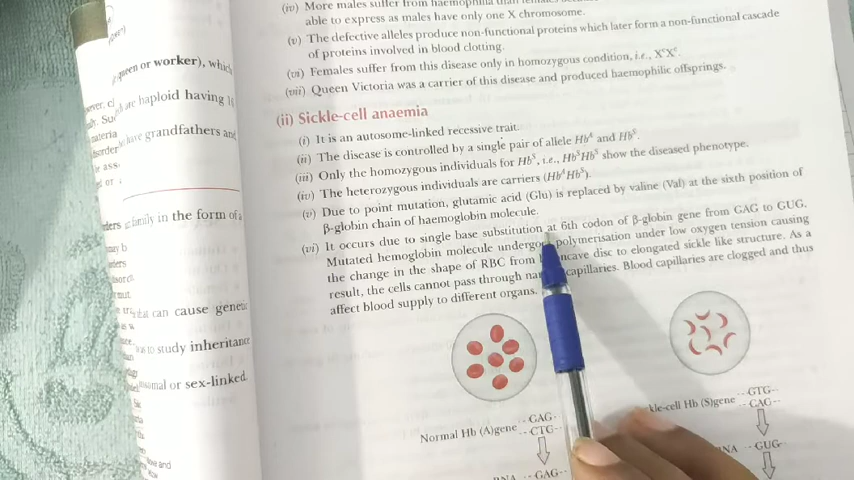 queen or worker), which
are haploid having 16
have grandfathers and
family in the form of a
can cause genetic
to study inheritance
or sex-linked.
(iv) More males suffer from haemophilia than females
able to express as males have only one X chromosome.
(v) The defective alleles produce non-functional proteins which later form a non-functional cascade
of proteins involved in blood clotting.
(vi) Females suffer from this disease only in homozygous condition, i.e., XᶜXᶜ.
(vii) Queen Victoria was a carrier of this disease and produced haemophilic offsprings.
(ii) Sickle-cell anaemia
(i) It is an autosome-linked recessive trait.
(ii) The disease is controlled by a single pair of allele Hbᴬ and Hbˢ.
(iii) Only the homozygous individuals for Hbˢ, i.e., HbˢHbˢ show the diseased phenotype.
(iv) The heterozygous individuals are carriers (HbᴬHbˢ).
(v) Due to point mutation, glutamic acid (Glu) is replaced by valine (Val) at the sixth position of
β-globin chain of haemoglobin molecule.
(vi) It occurs due to single base substitution at 6th codon of β-globin gene from GAG to GUG.
Mutated hemoglobin molecule undergoes polymerisation under low oxygen tension causing
the change in the shape of RBC from biconcave disc to elongated sickle like structure. As a
result, the cells cannot pass through narrow capillaries. Blood capillaries are clogged and thus
affect blood supply to different organs.
Normal Hb (A)gene --GAG--
--CTG--
--GAG--
kle-cell Hb (S)gene --GTG--
--CAG--
--GUG--